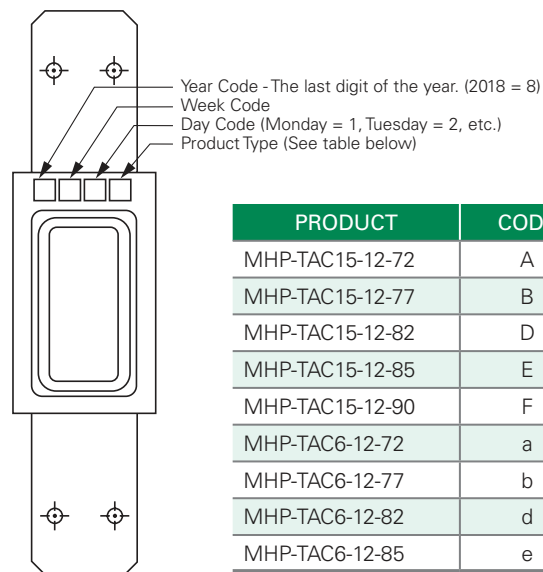 Year Code - The last digit of the year. (2018 = 8)
Week Code
Day Code (Monday = 1, Tuesday = 2, etc.)
Product Type (See table below)
PRODUCT COD
MHP-TAC15-12-72 A
MHP-TAC15-12-77 B
MHP-TAC15-12-82 D
MHP-TAC15-12-85 E
MHP-TAC15-12-90 F
MHP-TAC6-12-72 a
MHP-TAC6-12-77 b
MHP-TAC6-12-82 d
MHP-TAC6-12-85 e